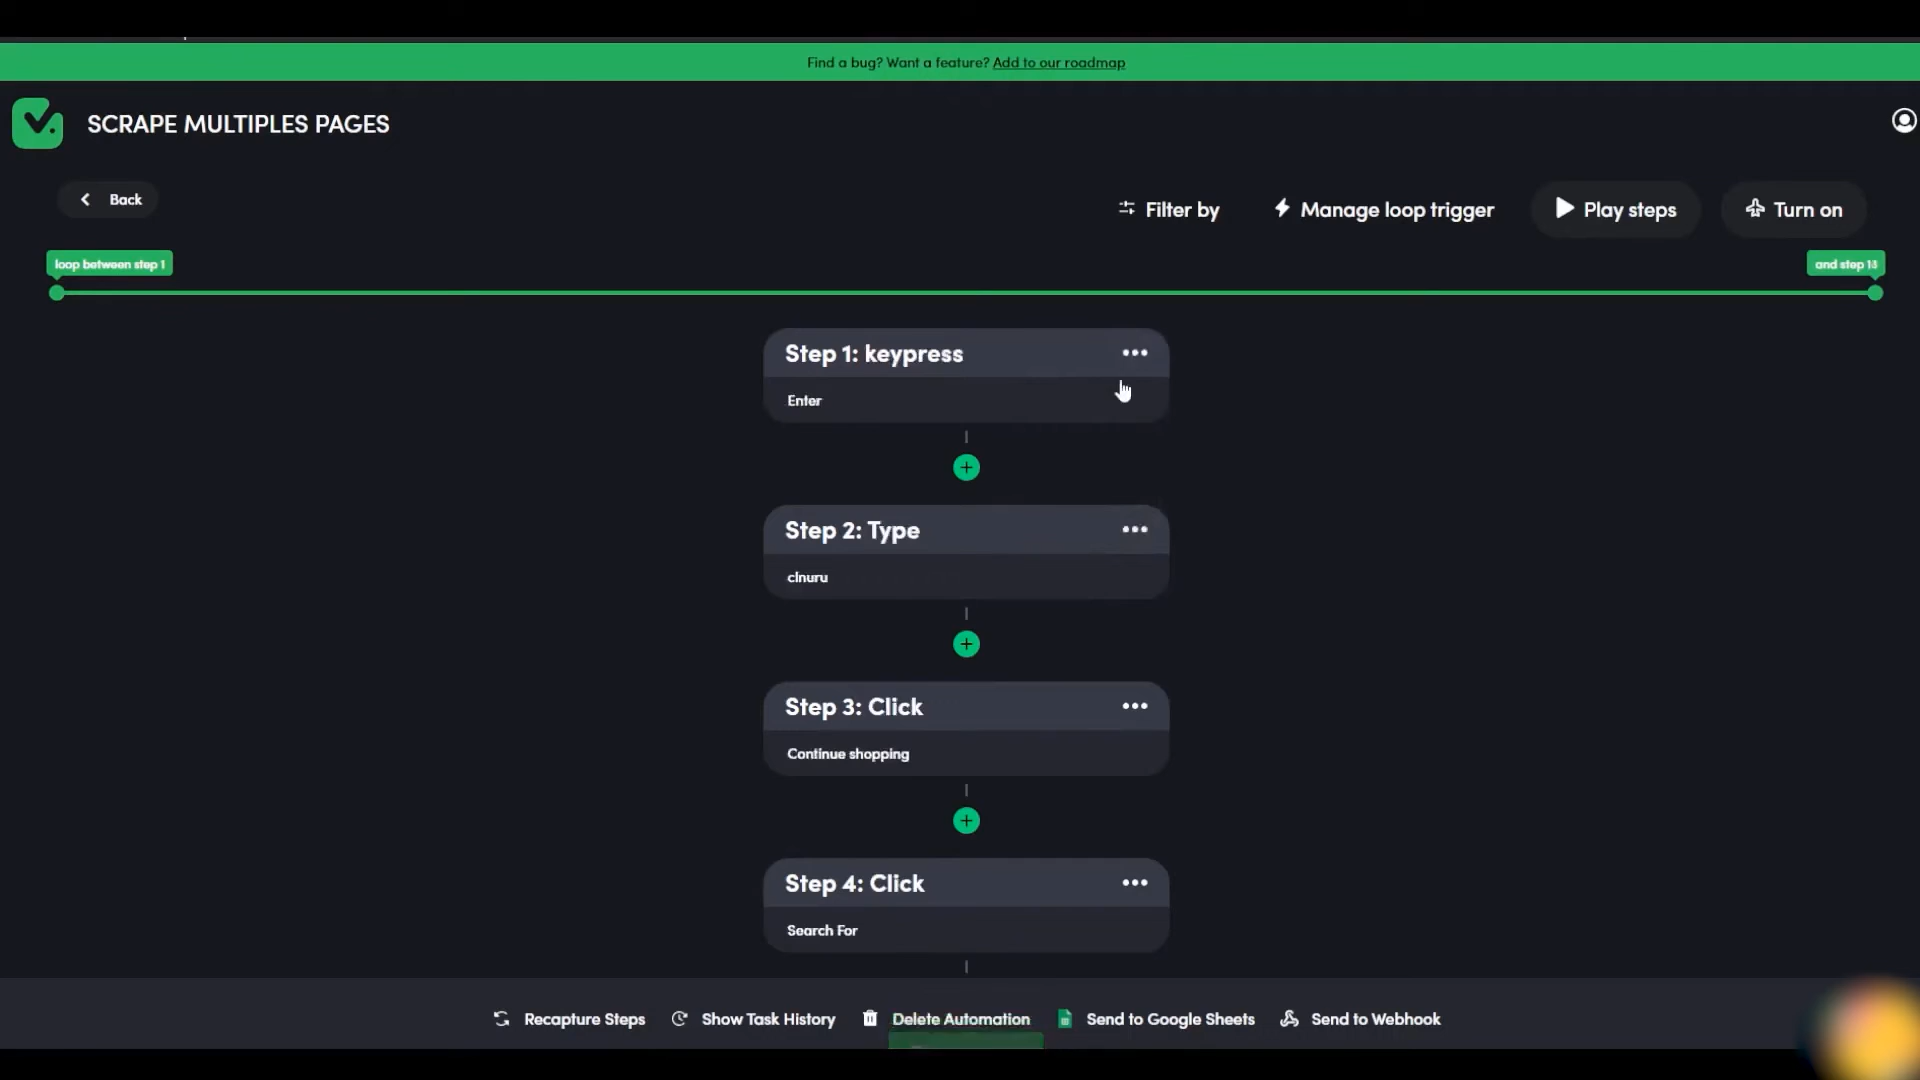 Find a bug? Want a feature? Add to our roadmap
SCRAPE MULTIPLES PAGES
Back
Filter by
Manage loop trigger
Play steps
Turn on
loop between step 1
and step 13
Step 1: keypress
Enter
Step 2: Type
clnuru
Step 3: Click
Continue shopping
Step 4: Click
Search For
Recapture Steps
Show Task History
Delete Automation
Send to Google Sheets
Send to Webhook